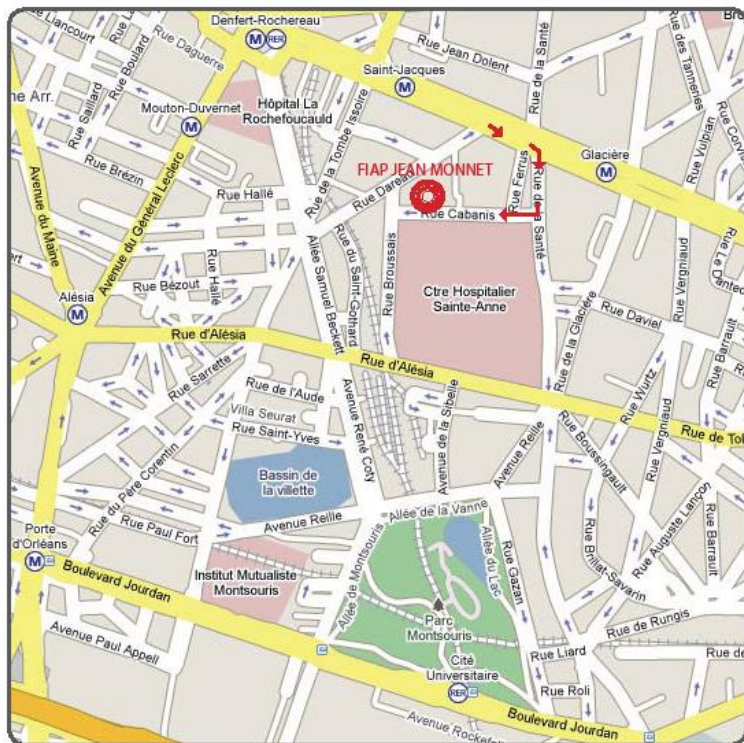 Denfert-Rochereau
M RER
Rue Liancourt
Rue Daguerre
Rue Boulard
Rue Saillard
Rue Jean Dolent
Rue de la Santé
Rue des Tanneries
Saint-Jacques
M
Mouton-Duvernet
M
Hôpital La
Rochefoucauld
Rue de la Tombe Issoire
Rue Vulpian
Glacière
M
Rue Brézin
Avenue du Maine
Avenue du Général Leclerc
Rue Hallé
FIAP JEAN MONNET
Rue Dareau
Rue Ferrus
Rue de la Santé
Rue Cabanis
Allée Samuel Beckett
Rue du Saint-Gothard
Rue Broussais
Ctre Hospitalier
Sainte-Anne
Rue Bézout
Rue Hallé
Alésia
M
Rue d'Alésia
Rue d'Alésia
Rue de la Glacière
Rue Vergniaud
Rue Daviel
Rue Barrault
Rue Sarrette
Rue de l'Aude
Villa Seurat
Rue Saint-Yves
Avenue René Coty
Avenue de la Sibelle
Rue Wurtz
Rue Vergniaud
Rue de Tol
Rue du Père Corentin
Bassin de
la villette
Avenue Reille
Rue Boussingault
Rue Auguste Lançon
Rue Barrault
Rue Paul Fort
Avenue Reille
Allée de la Vanne
Porte
d'Orléans
M
Boulevard Jourdan
Institut Mutualiste
Montsouris
Allée de Montsouris
Allée du Lac
Rue Gazan
Rue Brillat-Savarin
Parc
Montsouris
Rue de Rungis
Avenue Paul Appell
Cité
Universitaire
RER
Rue Liard
Rue de
Rue Roli
Boulevard Jourdan